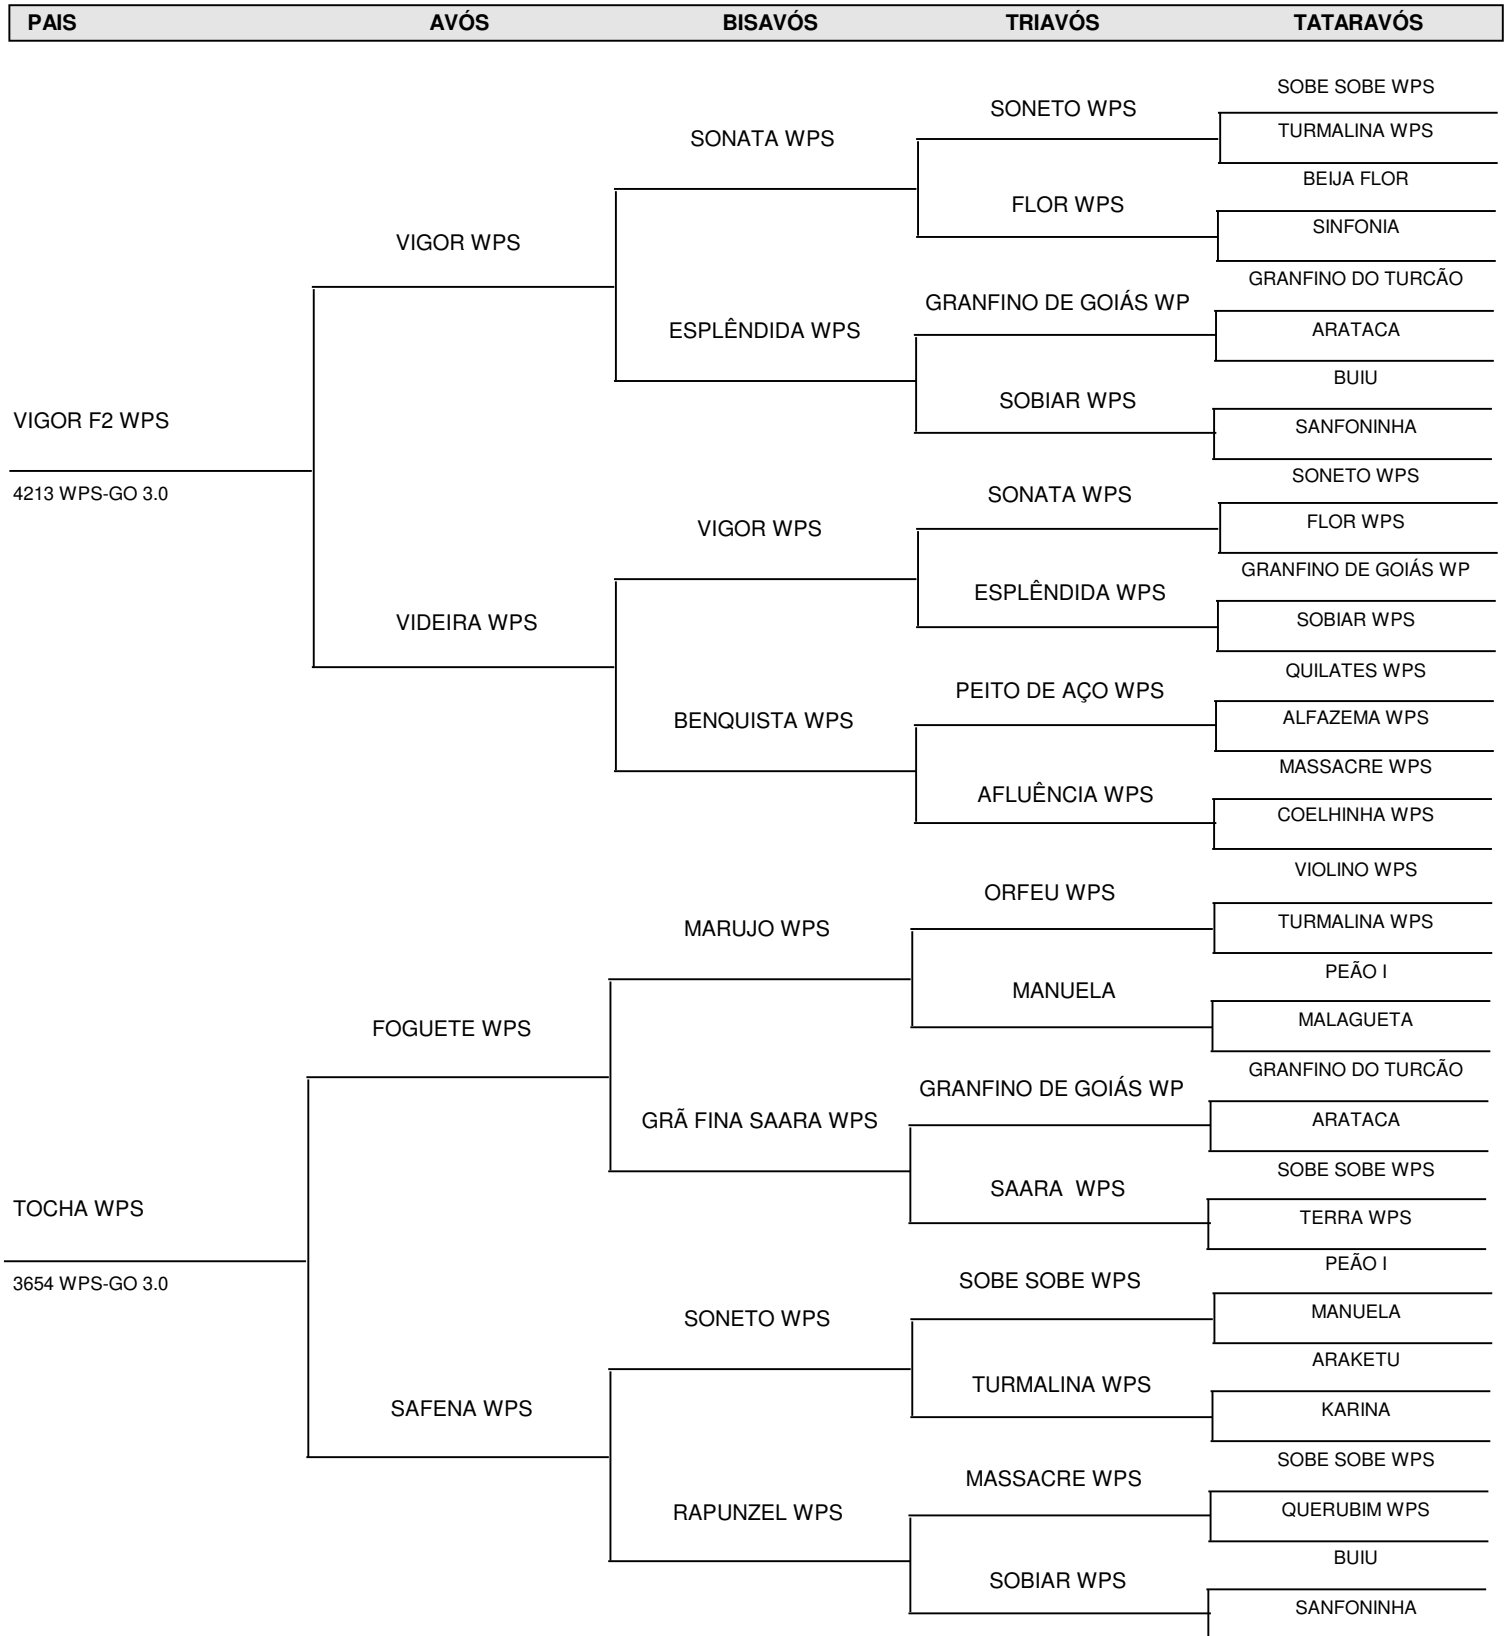 PAIS AVÓS BISAVÓS TRIAVÓS TATARAVÓS
SOBE SOBE WPS
SONETO WPS
TURMALINA WPS
SONATA WPS
BEIJA FLOR
FLOR WPS
SINFONIA
VIGOR WPS
GRANFINO DO TURCÃO
GRANFINO DE GOIÁS WP
ARATACA
ESPLÊNDIDA WPS
BUIU
SOBIAR WPS
SANFONINHA
VIGOR F2 WPS
4213 WPS-GO 3.0
SONETO WPS
SONATA WPS
FLOR WPS
VIGOR WPS
GRANFINO DE GOIÁS WP
ESPLÊNDIDA WPS
SOBIAR WPS
VIDEIRA WPS
QUILATES WPS
PEITO DE AÇO WPS
ALFAZEMA WPS
BENQUISTA WPS
MASSACRE WPS
AFLUÊNCIA WPS
COELHINHA WPS
VIOLINO WPS
ORFEU WPS
TURMALINA WPS
MARUJO WPS
PEÃO I
MANUELA
MALAGUETA
FOGUETE WPS
GRANFINO DO TURCÃO
GRANFINO DE GOIÁS WP
ARATACA
GRÃ FINA SAARA WPS
SOBE SOBE WPS
SAARA  WPS
TERRA WPS
TOCHA WPS
3654 WPS-GO 3.0
PEÃO I
SOBE SOBE WPS
MANUELA
SONETO WPS
ARAKETU
TURMALINA WPS
KARINA
SAFENA WPS
SOBE SOBE WPS
MASSACRE WPS
QUERUBIM WPS
RAPUNZEL WPS
BUIU
SOBIAR WPS
SANFONINHA